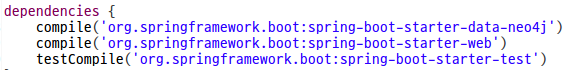 dependencies {
    compile('org.springframework.boot:spring-boot-starter-data-neo4j')
    compile('org.springframework.boot:spring-boot-starter-web')
    testCompile('org.springframework.boot:spring-boot-starter-test')